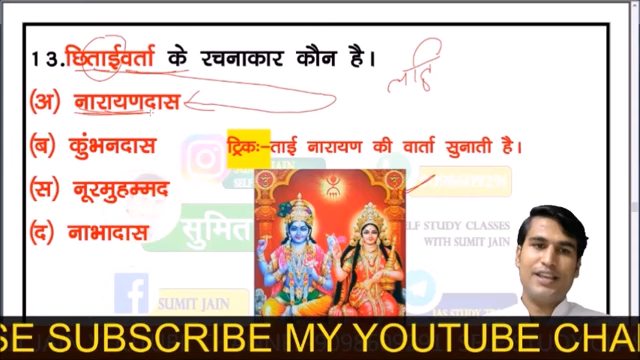 13. छिताईवर्ता के रचनाकार कौन है।
(अ) नारायणदास
(ब) कुंभनदास
ट्रिकः-ताई नारायण की वार्ता सुनाती है।
(स) नूरमुहम्मद
(द) नाभादास
सुमित
SELF STUDY CLASSES
WITH SUMIT JAIN
SUMIT JAIN
SE SUBSCRIBE MY YOUTUBE CHA